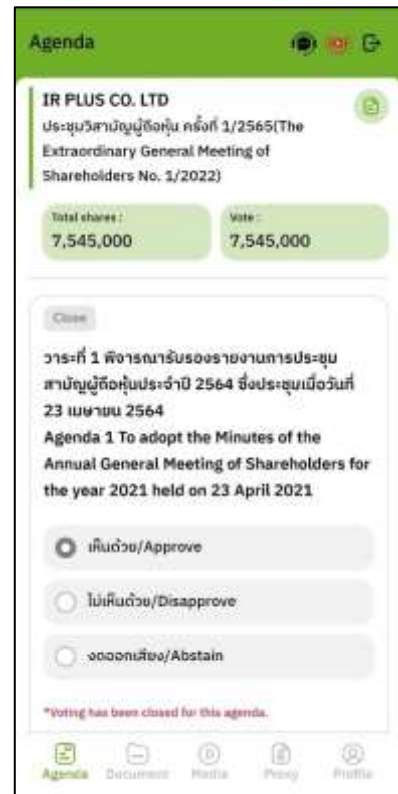 Agenda
IR PLUS CO. LTD
ประชุมวิสามัญผู้ถือหุ้น ครั้งที่ 1/2565(The
Extraordinary General Meeting of
Shareholders No. 1/2022)
Total shares :
7,545,000
Vote :
7,545,000
Close
วาระที่ 1 พิจารณารับรองรายงานการประชุม
สามัญผู้ถือหุ้นประจำปี 2564 ซึ่งประชุมเมื่อวันที่
23 เมษายน 2564
Agenda 1 To adopt the Minutes of the
Annual General Meeting of Shareholders for
the year 2021 held on 23 April 2021
เห็นด้วย/Approve
ไม่เห็นด้วย/Disapprove
งดออกเสียง/Abstain
*Voting has been closed for this agenda.
Agenda Document Media Proxy Profile